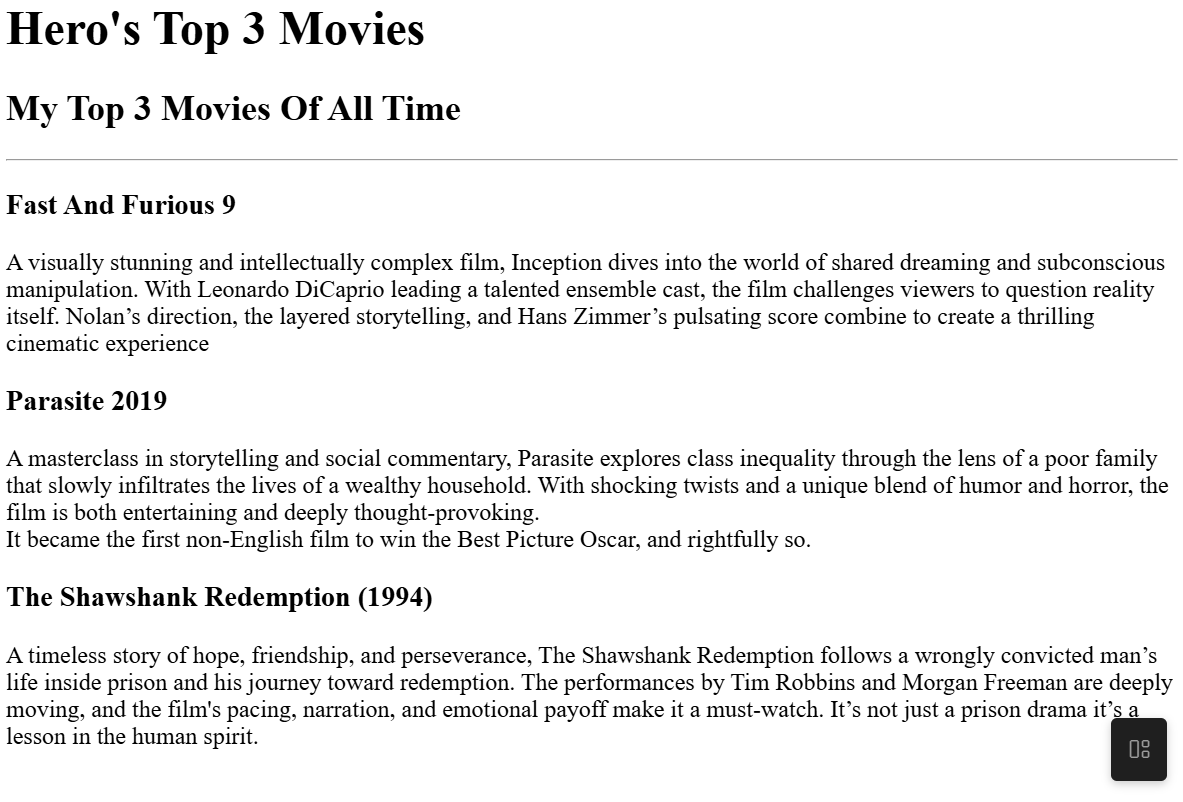 Hero's Top 3 Movies
My Top 3 Movies Of All Time
Fast And Furious 9
A visually stunning and intellectually complex film, Inception dives into the world of shared dreaming and subconscious
manipulation. With Leonardo DiCaprio leading a talented ensemble cast, the film challenges viewers to question reality
itself. Nolan’s direction, the layered storytelling, and Hans Zimmer’s pulsating score combine to create a thrilling
cinematic experience
Parasite 2019
A masterclass in storytelling and social commentary, Parasite explores class inequality through the lens of a poor family
that slowly infiltrates the lives of a wealthy household. With shocking twists and a unique blend of humor and horror, the
film is both entertaining and deeply thought-provoking.
It became the first non-English film to win the Best Picture Oscar, and rightfully so.
The Shawshank Redemption (1994)
A timeless story of hope, friendship, and perseverance, The Shawshank Redemption follows a wrongly convicted man’s
life inside prison and his journey toward redemption. The performances by Tim Robbins and Morgan Freeman are deeply
moving, and the film's pacing, narration, and emotional payoff make it a must-watch. It’s not just a prison drama it’s a
lesson in the human spirit.